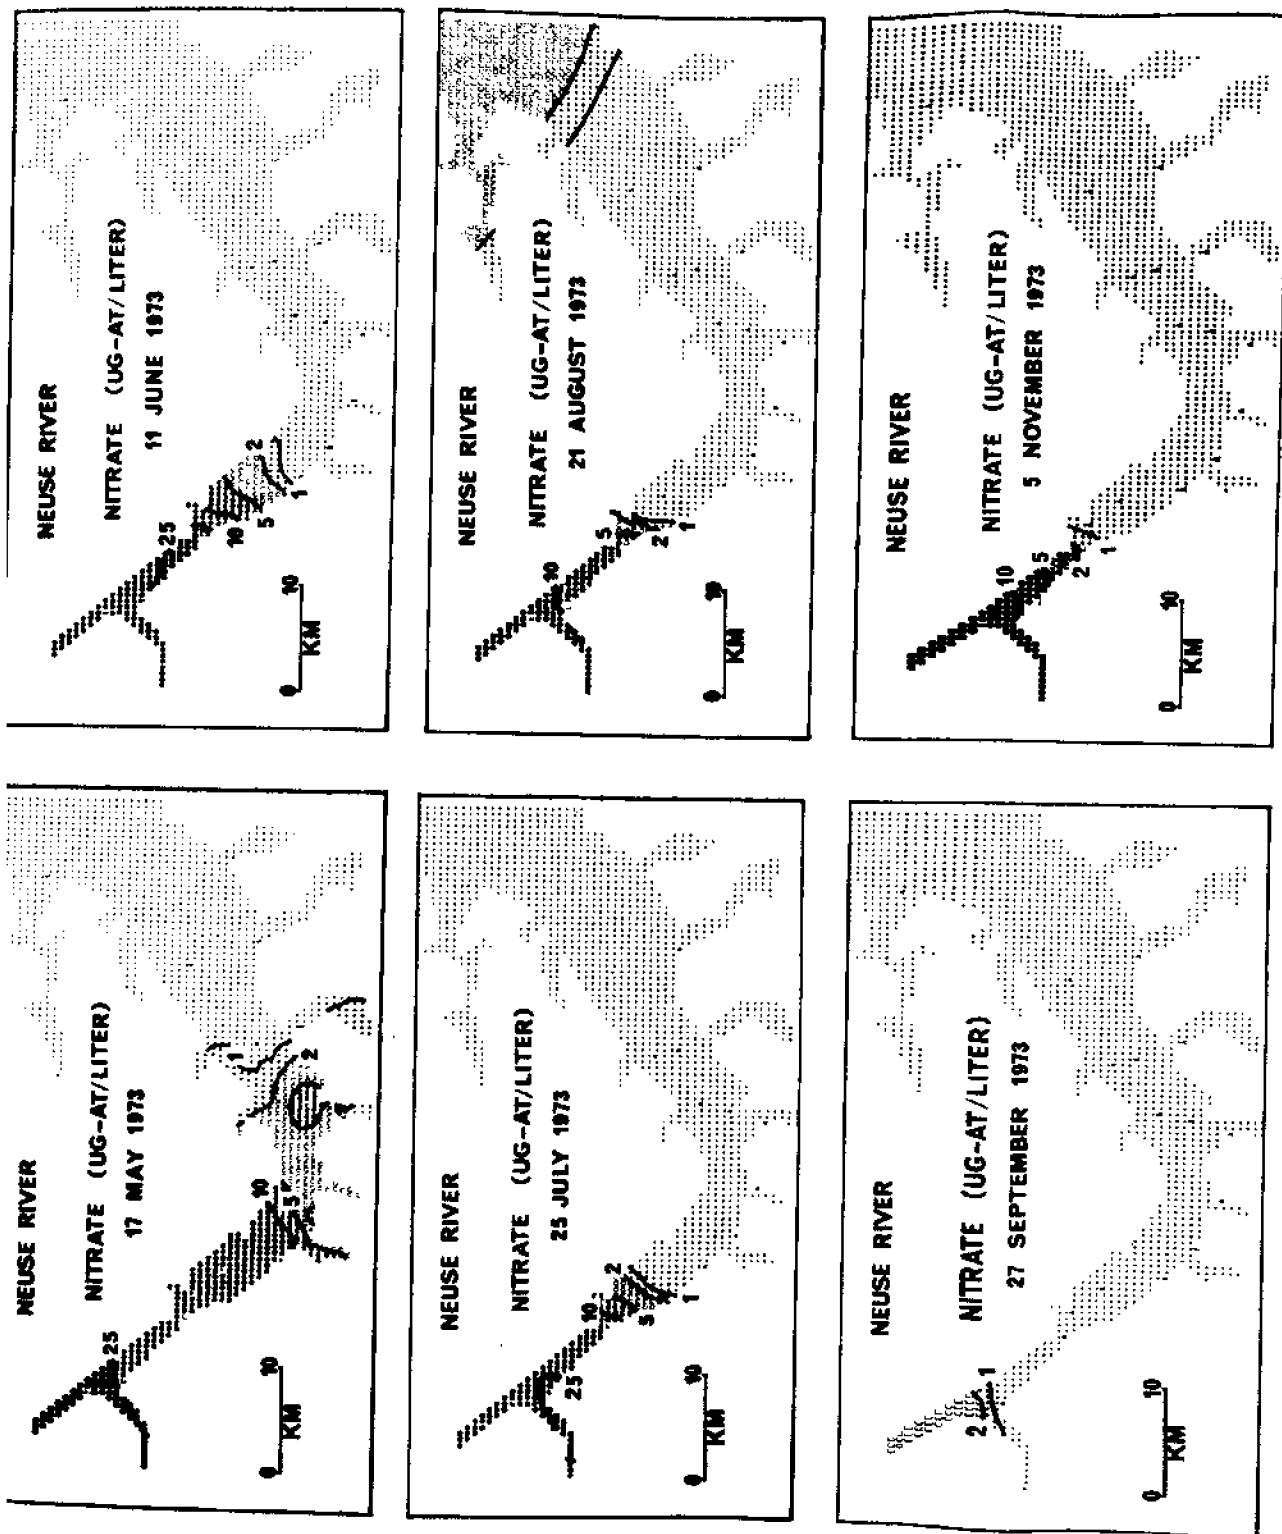 NEUSE RIVER
NITRATE (UG-AT/LITER)
17 MAY 1973
25
10
5
1
2
0 10
KM
NEUSE RIVER
NITRATE (UG-AT/LITER)
11 JUNE 1973
25
10
5
2
1
0 10
KM
NEUSE RIVER
NITRATE (UG-AT/LITER)
25 JULY 1973
25
10
5
2
1
0 10
KM
NEUSE RIVER
NITRATE (UG-AT/LITER)
21 AUGUST 1973
10
5
2
1
0 10
KM
NEUSE RIVER
NITRATE (UG-AT/LITER)
27 SEPTEMBER 1973
2
1
0 10
KM
NEUSE RIVER
NITRATE (UG-AT/LITER)
5 NOVEMBER 1973
10
5
2
1
0 10
KM